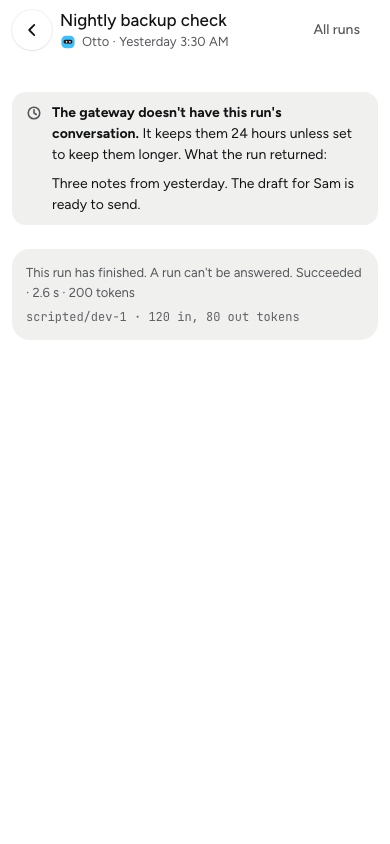 Nightly backup check
Otto · Yesterday 3:30 AM
All runs
The gateway doesn't have this run's
conversation. It keeps them 24 hours unless set
to keep them longer. What the run returned:
Three notes from yesterday. The draft for Sam is
ready to send.
This run has finished. A run can't be answered. Succeeded
· 2.6 s · 200 tokens
scripted/dev-1 · 120 in, 80 out tokens